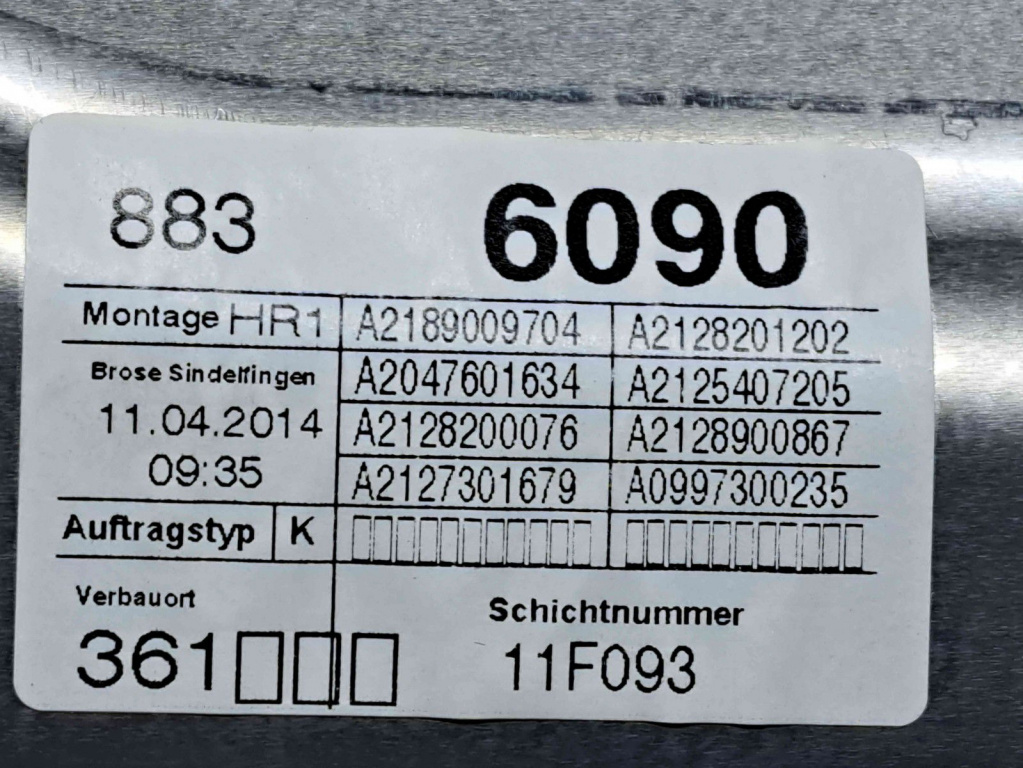 883 6090
Montage HR1 A2189009704 A2128201202
Brose Sindelfingen A2047601634 A2125407205
11.04.2014 A2128200076 A2128900867
09:35 A2127301679 A0997300235
Auftragstyp K
Verbauort Schichtnummer
361 11F093